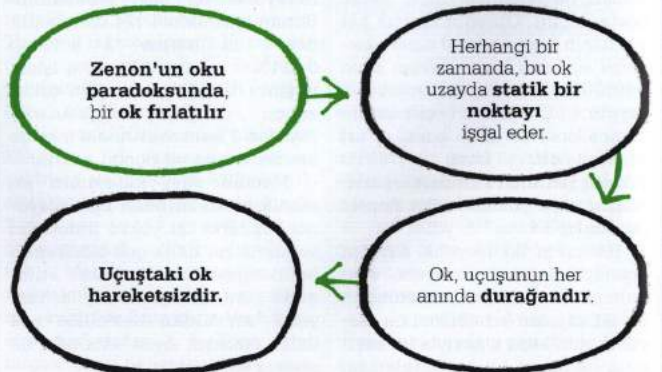 Zenon'un oku
paradoksunda,
bir ok fırlatılır
Herhangi bir
zamanda, bu ok
uzayda statik bir
noktayı
işgal eder.
Ok, uçuşunun her
anında durağandır.
Uçuştaki ok
hareketsizdir.